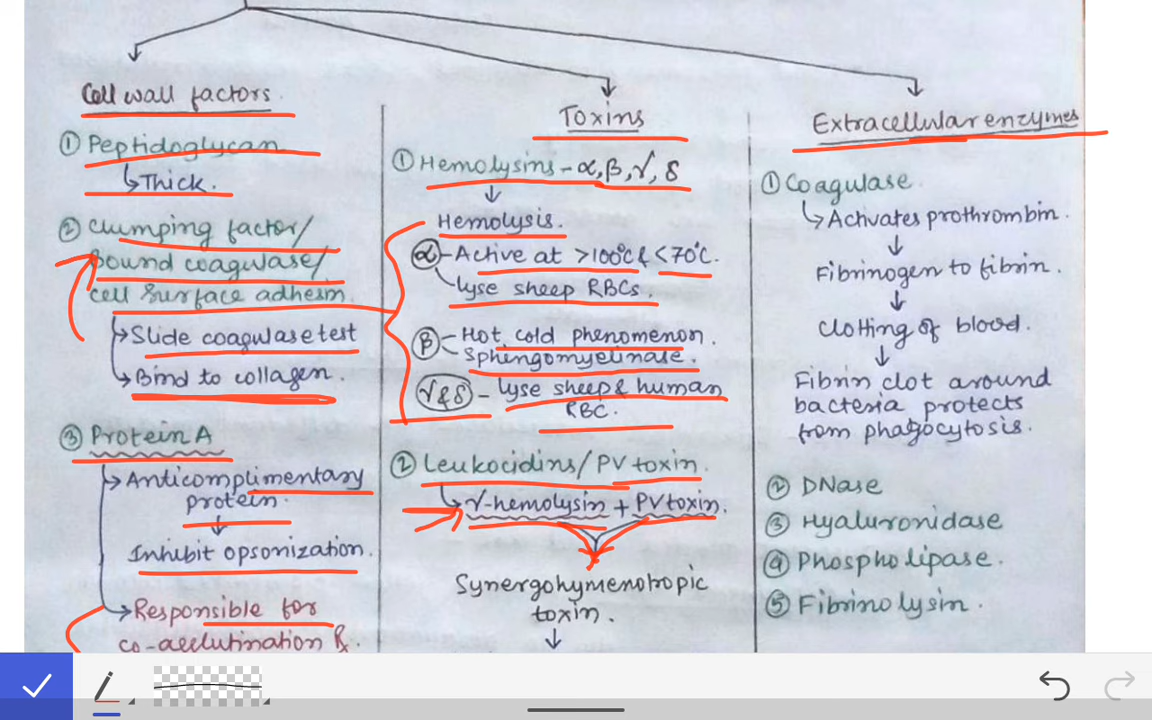 Cell wall factors.
① Peptidoglycan
↳Thick.
② Clumping factor/
bound coagulase/
cell surface adhesin.
→Slide coagulase test
→Bind to collagen.
③ Protein A
→Anticomplimentary
protein.
↓
Inhibit opsonization.
→Responsible for
co-agglutination Rx.
Toxins
① Hemolysins - α, β, γ, δ
↓
Hemolysis.
α - Active at >100°C & <70°C.
lyse sheep RBCs.
β - Hot, cold phenomenon.
Sphingomyelinase.
γ & δ - lyse sheep & human
RBC.
② Leukocidins/PV toxin
↳ γ-hemolysin + PV toxin.
Synergohymenotropic
toxin.
↓
Extracellular enzymes
① Coagulase.
↳Activates prothrombin.
↓
Fibrinogen to fibrin.
↓
Clotting of blood.
↓
Fibrin clot around
bacteria protects
from phagocytosis.
② DNase
③ Hyaluronidase
④ Phospholipase.
⑤ Fibrinolysin.